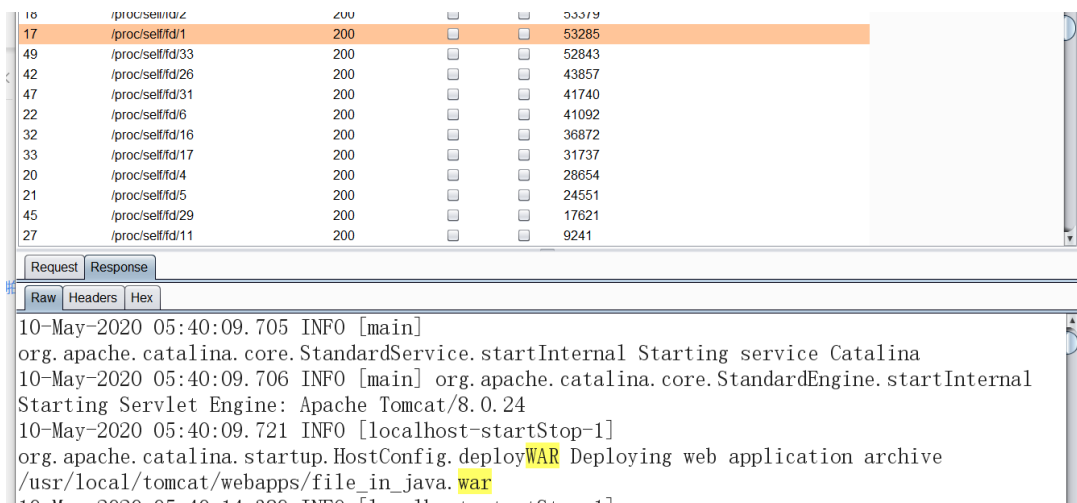 18 /proc/self/fd/2 200 53379
17 /proc/self/fd/1 200 53285
49 /proc/self/fd/33 200 52843
42 /proc/self/fd/26 200 43857
47 /proc/self/fd/31 200 41740
22 /proc/self/fd/6 200 41092
32 /proc/self/fd/16 200 36872
33 /proc/self/fd/17 200 31737
20 /proc/self/fd/4 200 28654
21 /proc/self/fd/5 200 24551
45 /proc/self/fd/29 200 17621
27 /proc/self/fd/11 200 9241
Request Response
Raw Headers Hex
10-May-2020 05:40:09.705 INFO [main]
org.apache.catalina.core.StandardService.startInternal Starting service Catalina
10-May-2020 05:40:09.706 INFO [main] org.apache.catalina.core.StandardEngine.startInternal
Starting Servlet Engine: Apache Tomcat/8.0.24
10-May-2020 05:40:09.721 INFO [localhost-startStop-1]
org.apache.catalina.startup.HostConfig.deployWAR Deploying web application archive
/usr/local/tomcat/webapps/file_in_java.war